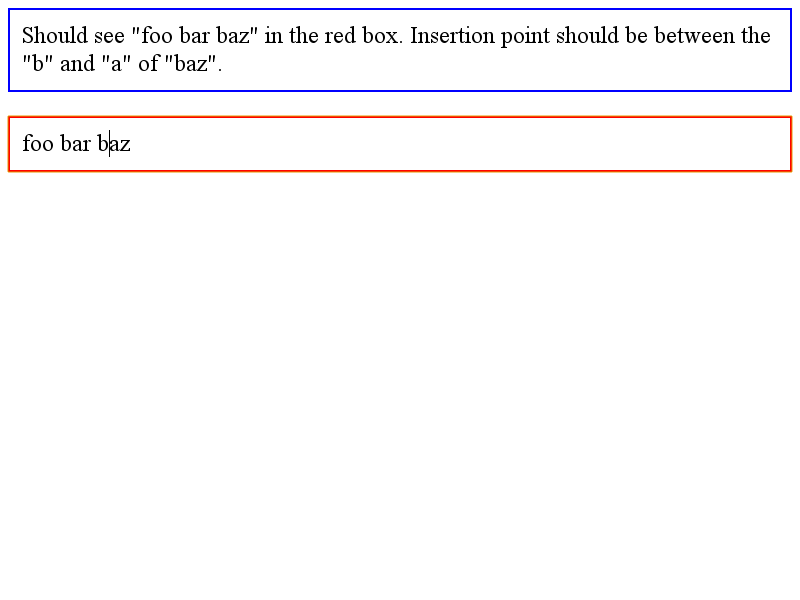 Should see "foo bar baz" in the red box. Insertion point should be between the
"b" and "a" of "baz".
foo bar baz